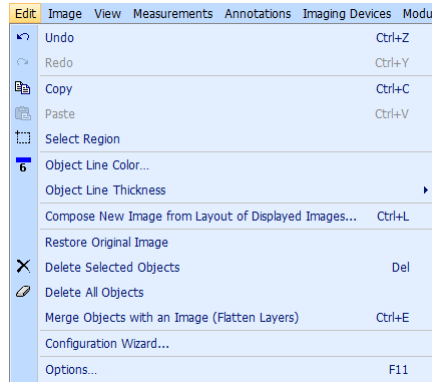 Edit Image View Measurements Annotations Imaging Devices Modu
Undo Ctrl+Z
Redo Ctrl+Y
Copy Ctrl+C
Paste Ctrl+V
Select Region
6 Object Line Color...
Object Line Thickness
Compose New Image from Layout of Displayed Images... Ctrl+L
Restore Original Image
Delete Selected Objects Del
Delete All Objects
Merge Objects with an Image (Flatten Layers) Ctrl+E
Configuration Wizard...
Options... F11